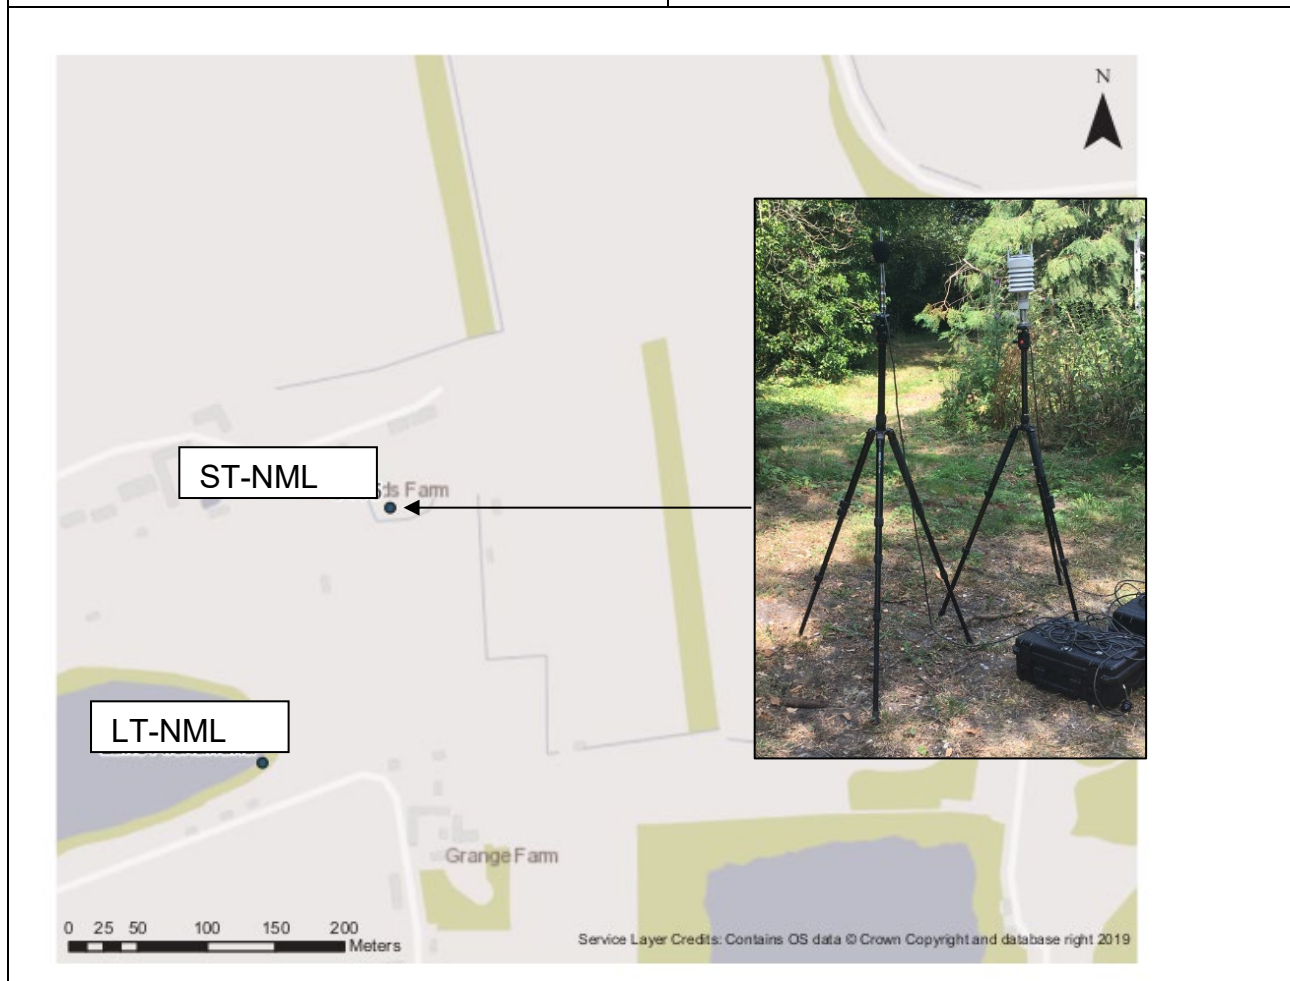 N
ST-NML
ds Farm
LT-NML
Grange Farm
0 25 50 100 150 200
Meters
Service Layer Credits: Contains OS data © Crown Copyright and database right 2019